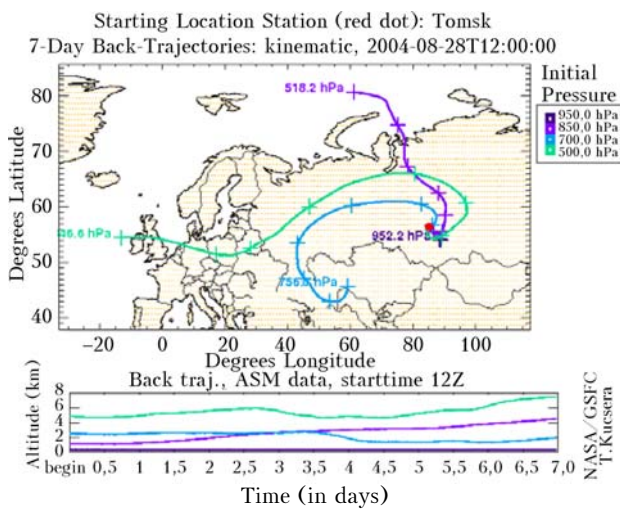 Starting Location Station (red dot): Tomsk
7-Day Back-Trajectories: kinematic, 2004-08-28T12:00:00
Degrees Latitude
80
70
60
50
40
518.2 hPa
36.6 hPa
952.2 hPa
hPa
−20 0 20 40 60 80 100
Degrees Longitude
Initial
Pressure
950,0 hPa
850,0 hPa
700,0 hPa
500,0 hPa
Back traj., ASM data, starttime 12Z
Altitude (km)
8
6
4
2
0
begin 0,5 1 1,5 2 2,5 3 3,5 4 4,5 5 5,5 6,0 6,5 7,0
Time (in days)
NASA/GSFC
T.Kucsera